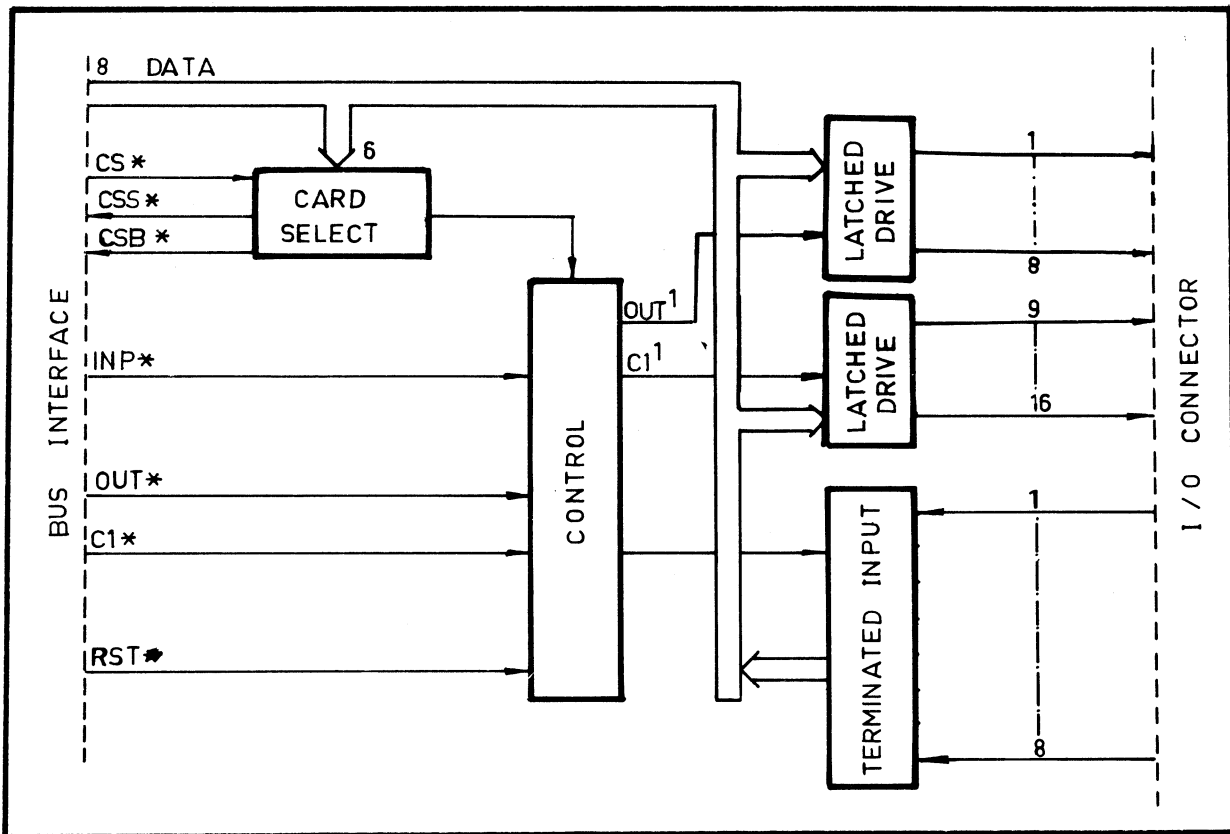 8 DATA
6
CS*
CSS*
CSB*
CARD
SELECT
BUS INTERFACE
INP*
OUT*
C1*
RST*
CONTROL
OUT1
C11
LATCHED
DRIVE
1
8
LATCHED
DRIVE
9
16
TERMINATED INPUT
1
8
I/O CONNECTOR